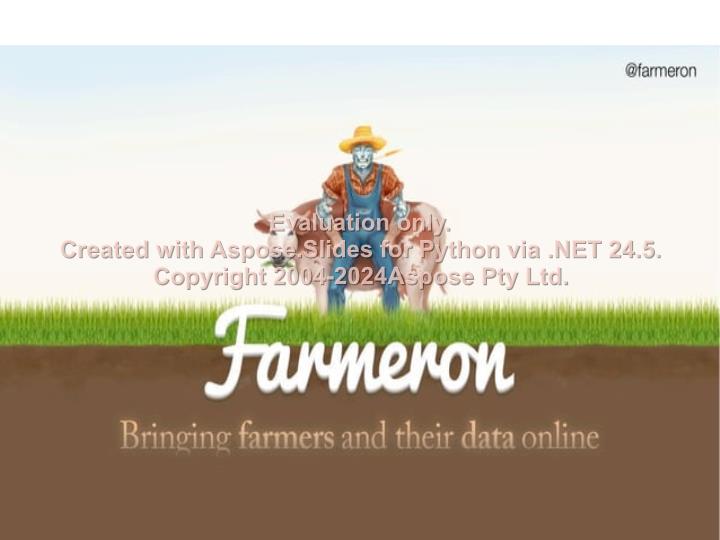 @farmeron
Evaluation only.
Created with Aspose.Slides for Python via .NET 24.5.
Copyright 2004-2024Aspose Pty Ltd.
Farmeron
Bringing farmers and their data online